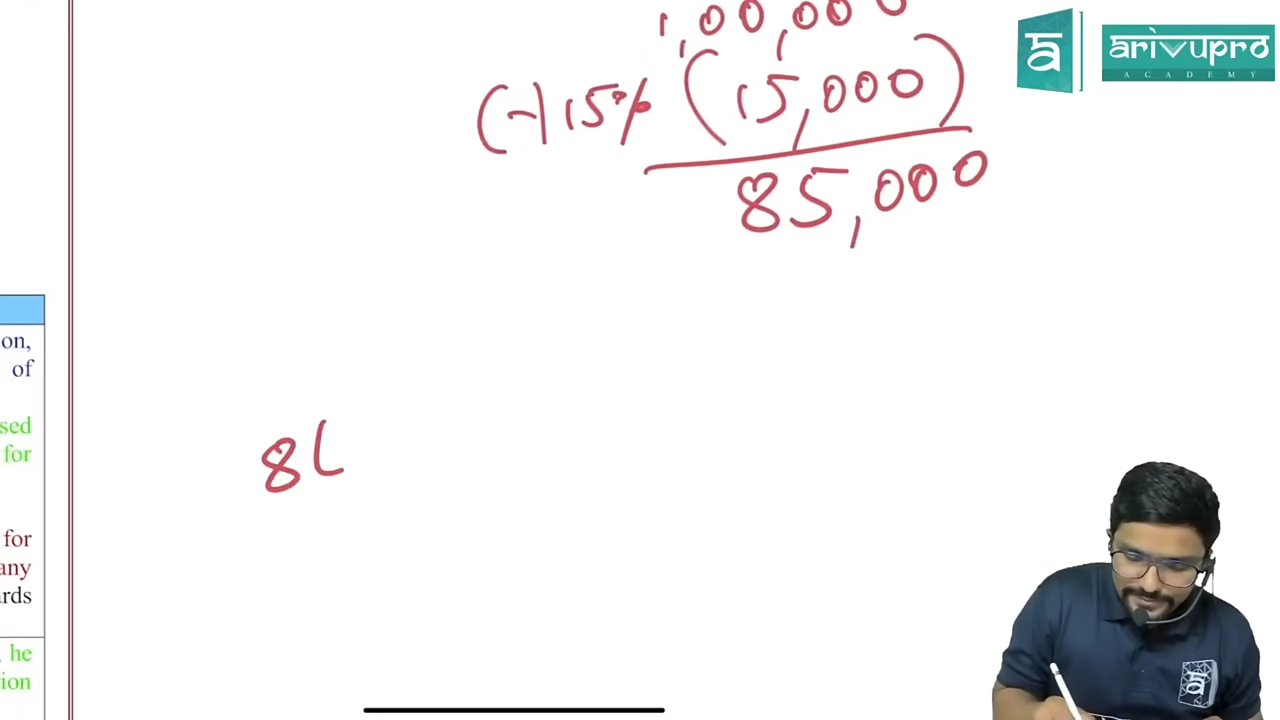 1,00,000
(-) 15% (15,000)
85,000
8
on,
of
sed
for
for
any
rds
, he
ion
ā
arivupro
ACADEMY
ā